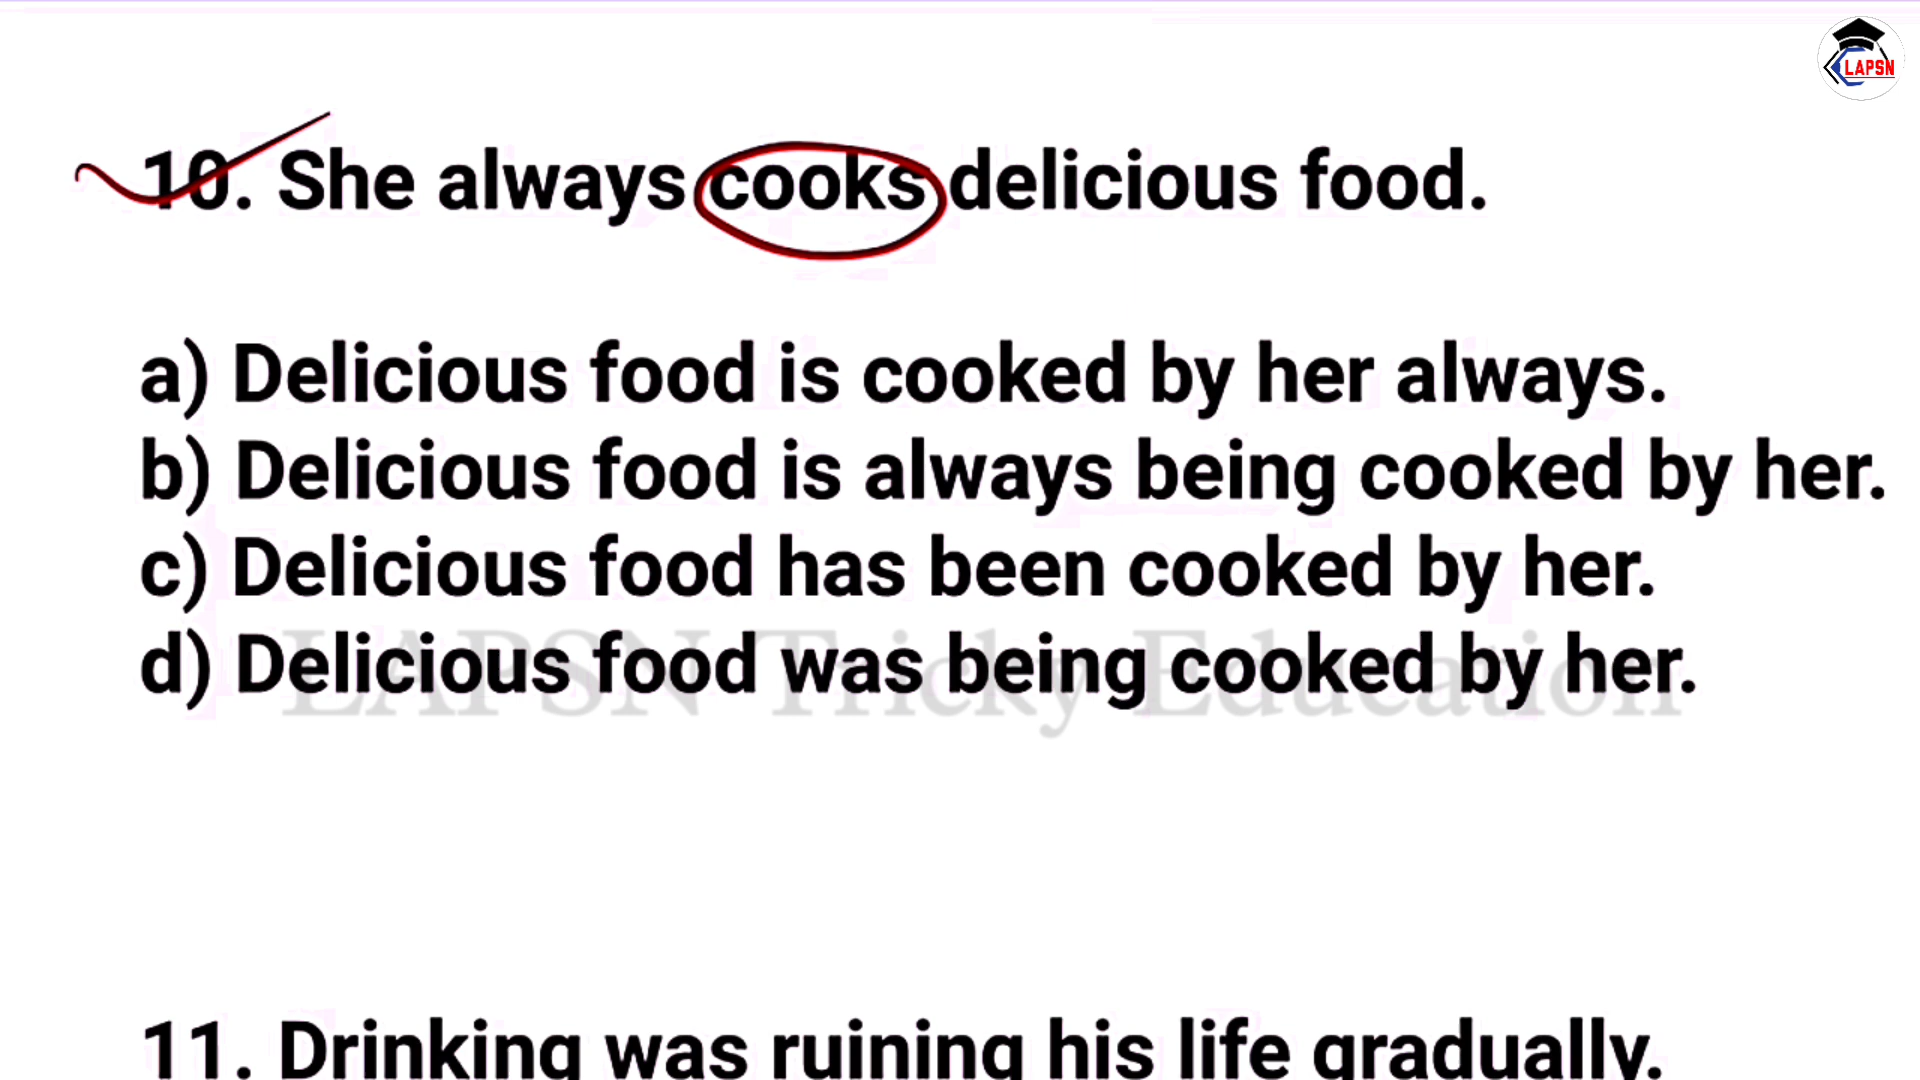 LAPSN
10. She always cooks delicious food.
a) Delicious food is cooked by her always.
b) Delicious food is always being cooked by her.
c) Delicious food has been cooked by her.
d) Delicious food was being cooked by her.
LAPSN Tricky Education
11. Drinking was ruining his life gradually.